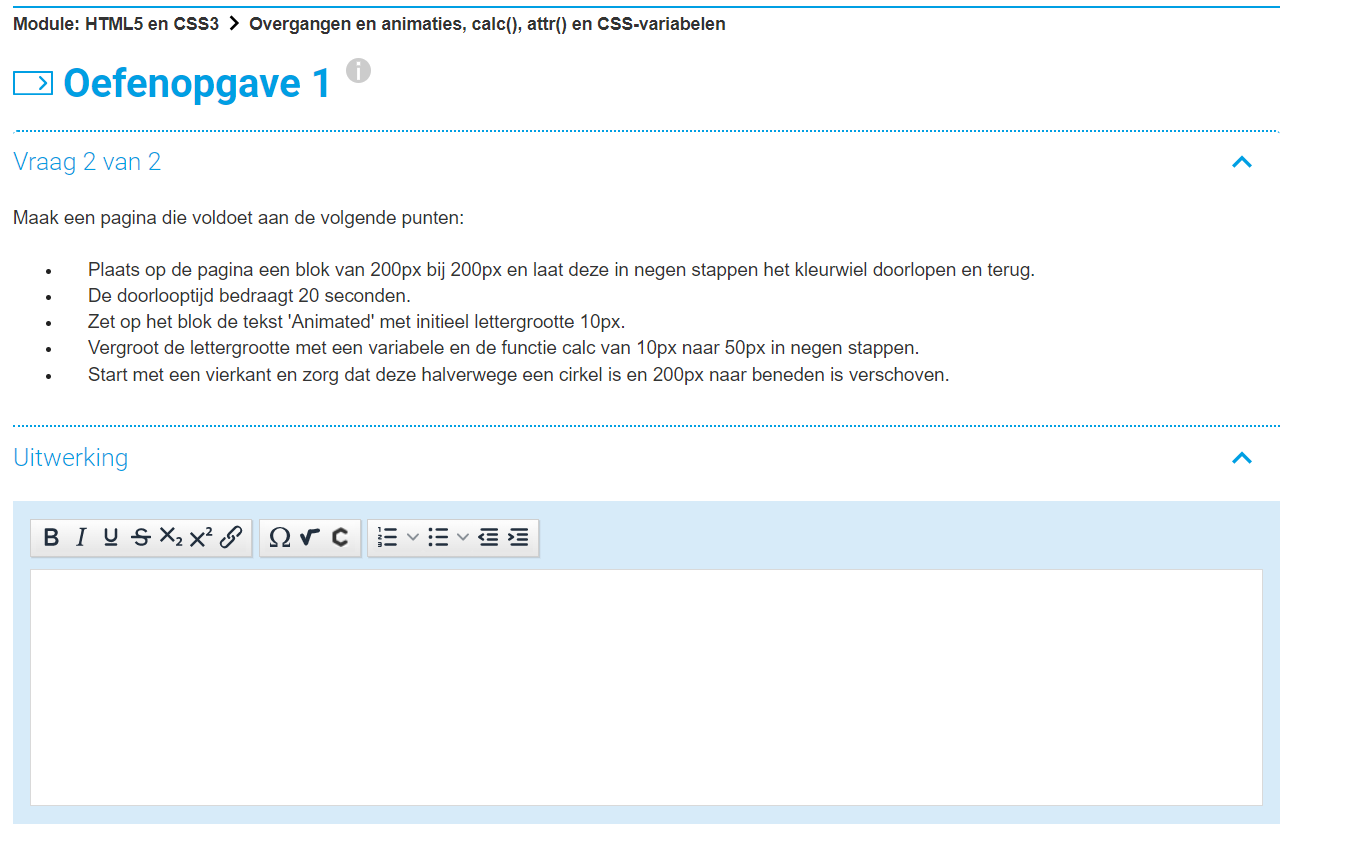 Module: HTML5 en CSS3 > Overgangen en animaties, calc(), attr() en CSS-variabelen
Oefenopgave 1 i
Vraag 2 van 2
Maak een pagina die voldoet aan de volgende punten:
• Plaats op de pagina een blok van 200px bij 200px en laat deze in negen stappen het kleurwiel doorlopen en terug.
• De doorlooptijd bedraagt 20 seconden.
• Zet op het blok de tekst 'Animated' met initieel lettergrootte 10px.
• Vergroot de lettergrootte met een variabele en de functie calc van 10px naar 50px in negen stappen.
• Start met een vierkant en zorg dat deze halverwege een cirkel is en 200px naar beneden is verschoven.
Uitwerking
B I U S X₂ X² Ω √ C